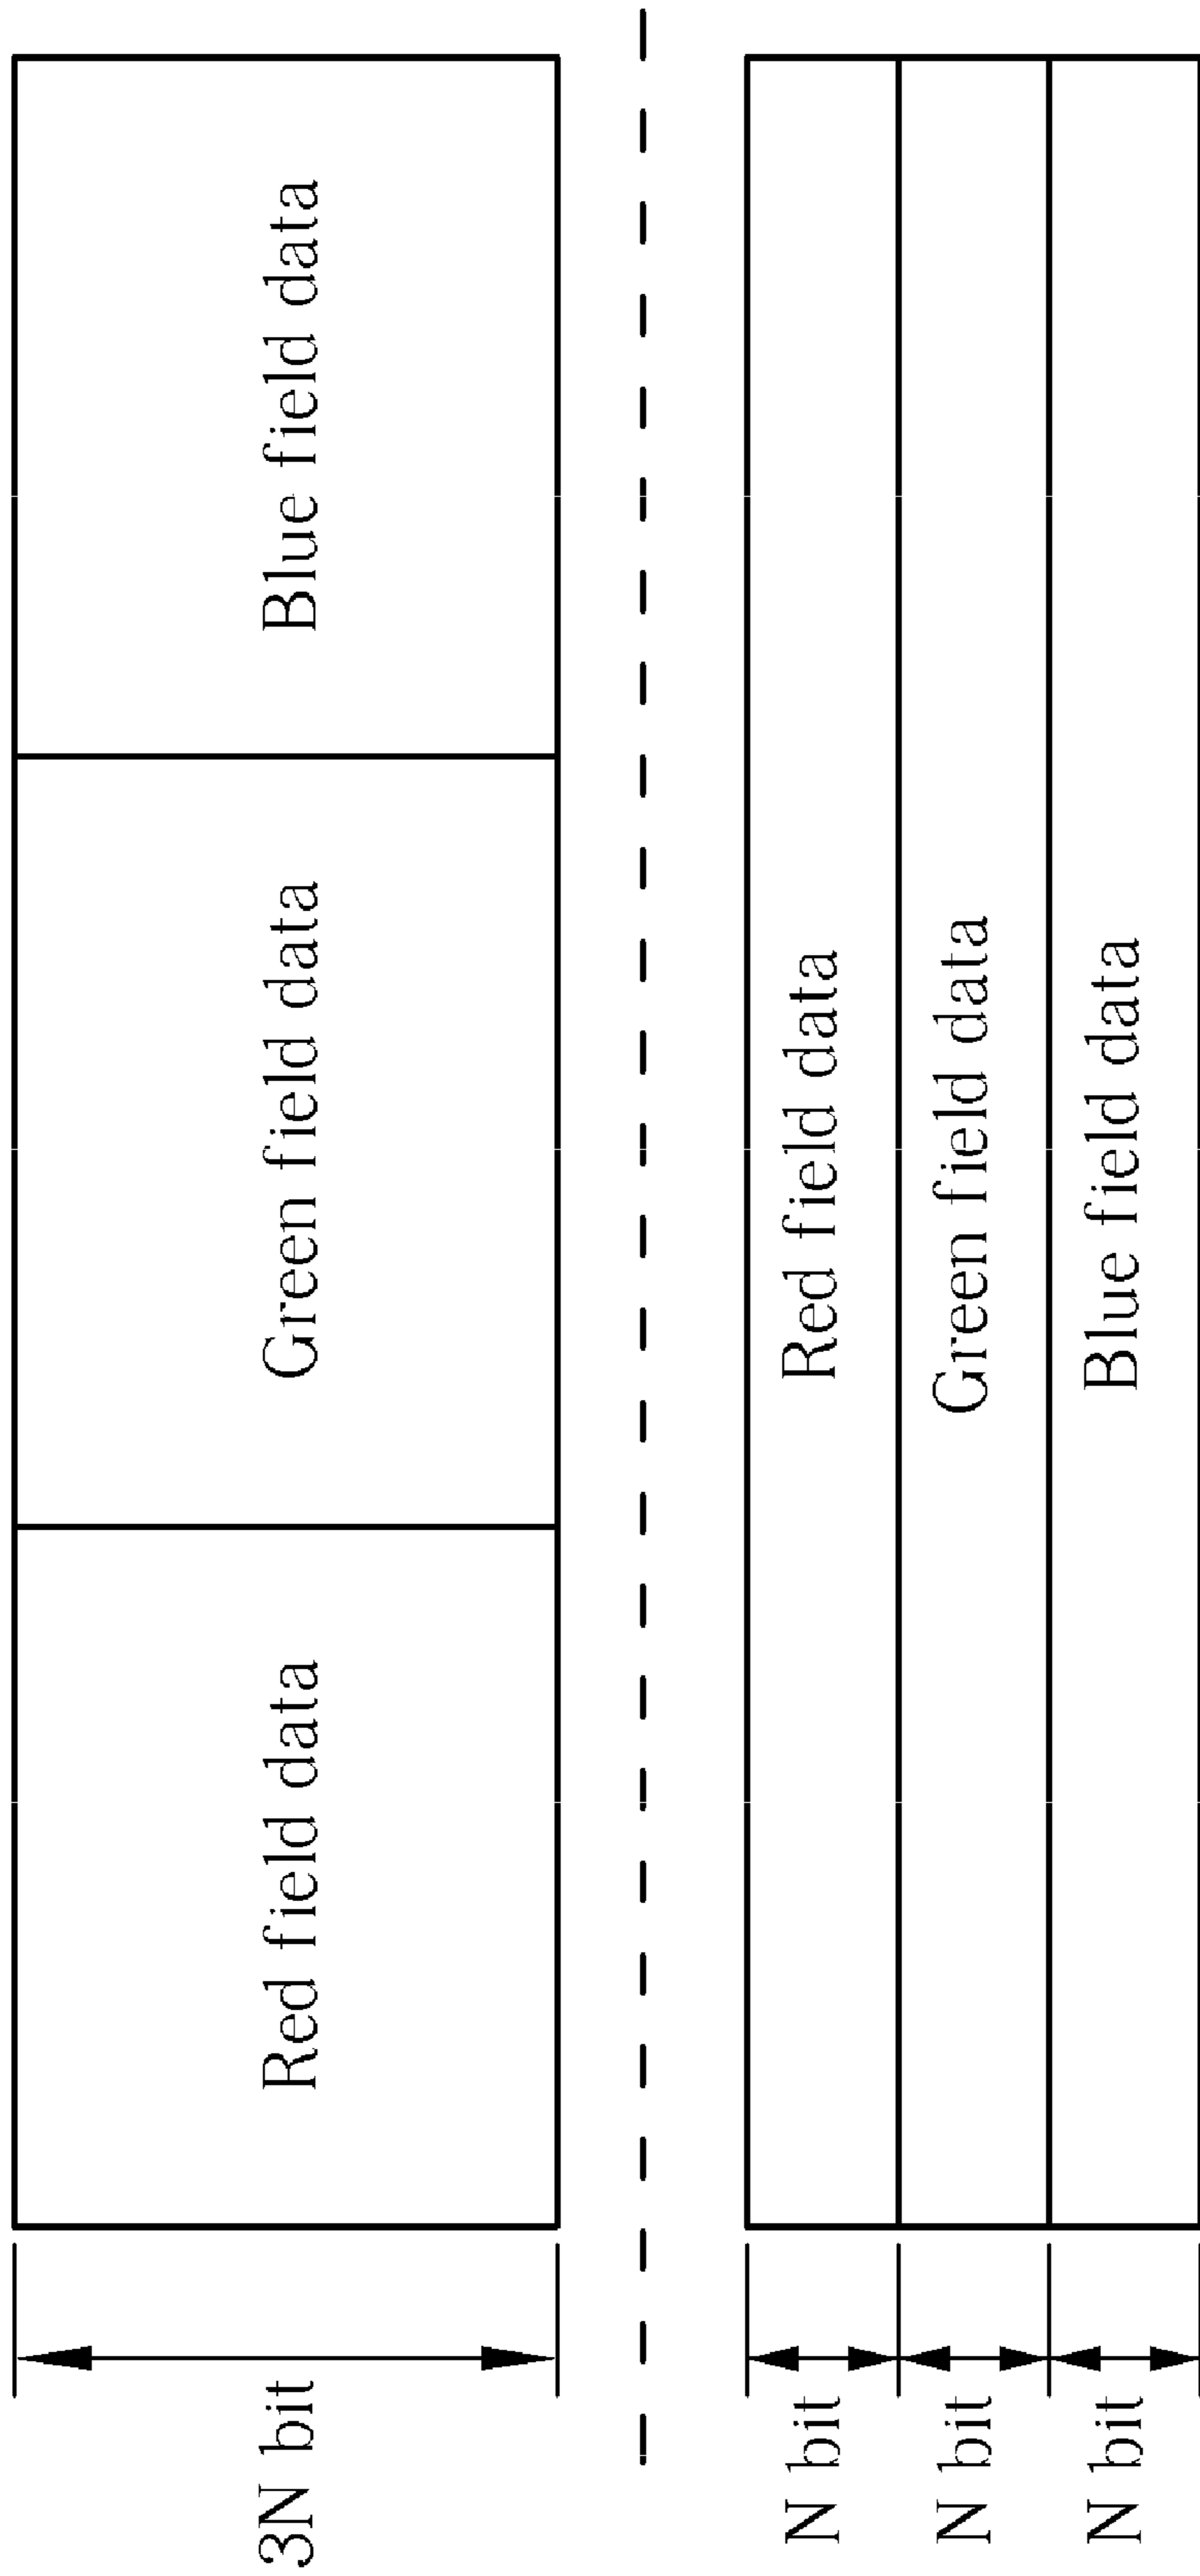 3N bit
Red field data
Green field data
Blue field data
N bit
Red field data
N bit
Green field data
N bit
Blue field data